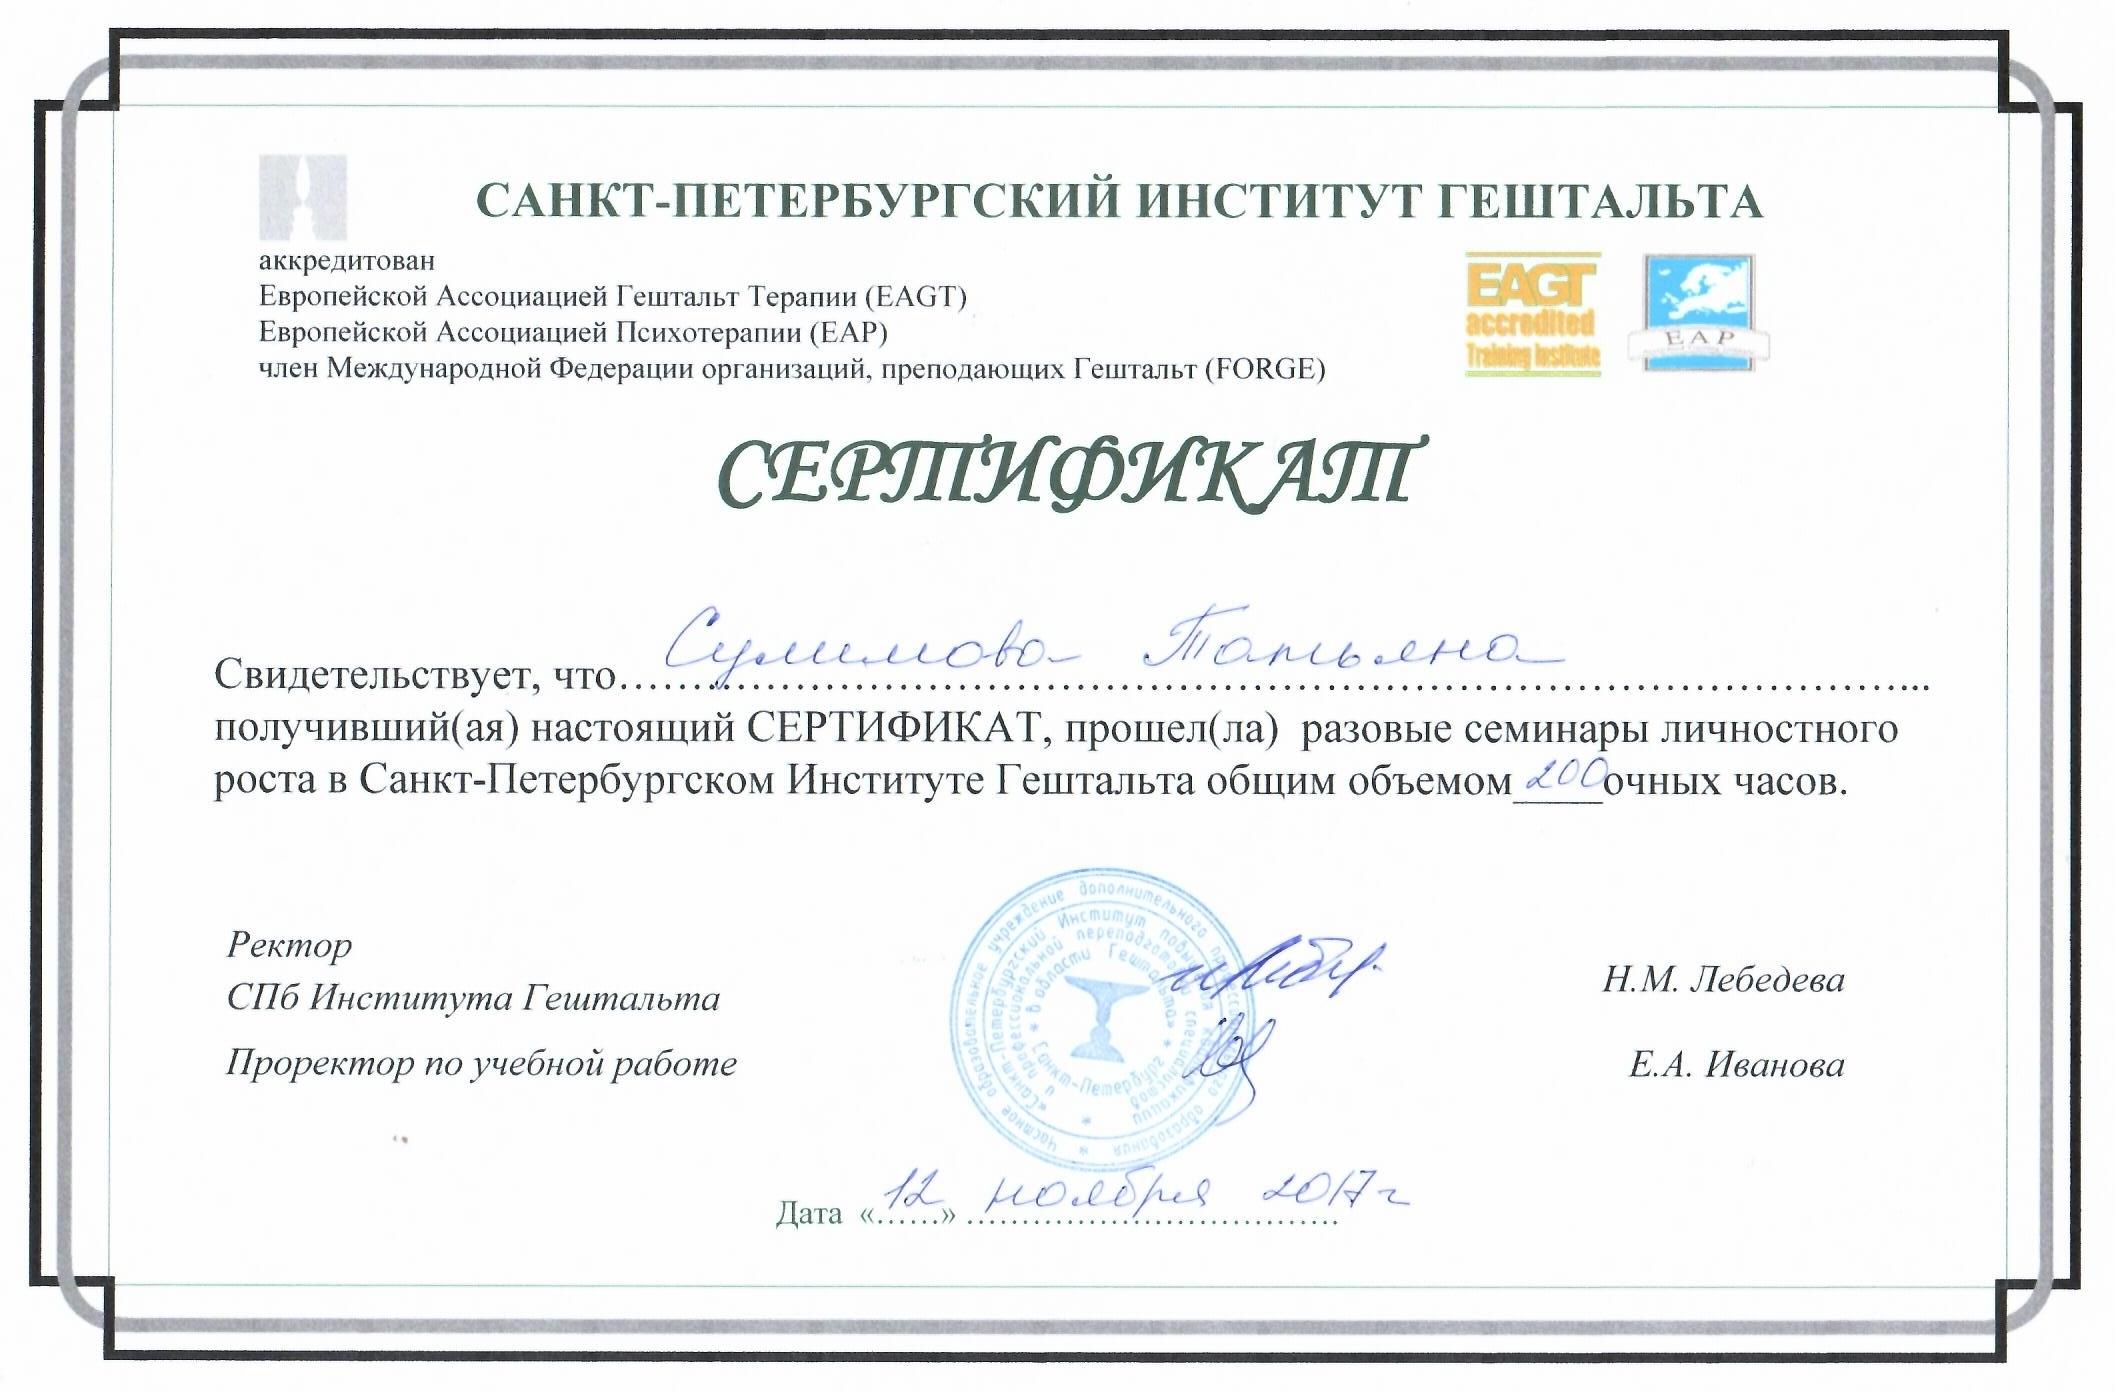 САНКТ-ПЕТЕРБУРГСКИЙ ИНСТИТУТ ГЕШТАЛЬТА
аккредитован
Европейской Ассоциацией Гештальт Терапии (EAGT)
Европейской Ассоциацией Психотерапии (EAP)
член Международной Федерации организаций, преподающих Гештальт (FORGE)
EAGT
accredited
Training Institute
EAP
СЕРТИФИКАТ
Свидетельствует, что Сулимова Татьяна
получивший(ая) настоящий СЕРТИФИКАТ, прошел(ла) разовые семинары личностного
роста в Санкт-Петербургском Институте Гештальта общим объемом 200 очных часов.
Ректор
СПб Института Гештальта
Н.М. Лебедева
Проректор по учебной работе
Е.А. Иванова
Частное образовательное учреждение дополнительного профессионального образования
«Санкт-Петербургский Институт повышения квалификации
и профессиональной переподготовки специалистов
в области Гештальта» * Санкт-Петербург *
Дата «12» ноября 2017г